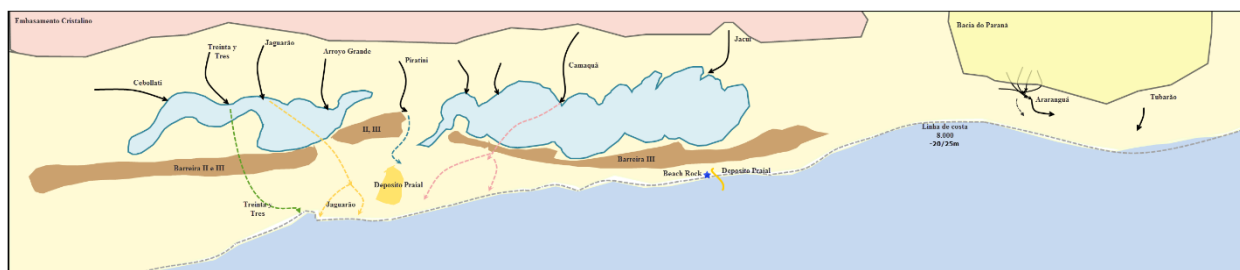 Embasamento Cristalino
Bacia do Paraná
Treinta y
Tres
Jaguarão
Arroyo Grande
Piratini
Camaquã
Jacuí
Cebollati
Araranguá
Tubarão
II, III
Linha de costa
8.000
-20/25m
Barreira II e III
Barreira III
Beach Rock
Deposito Praial
Deposito Praial
Treinta y
Tres
Jaguarão